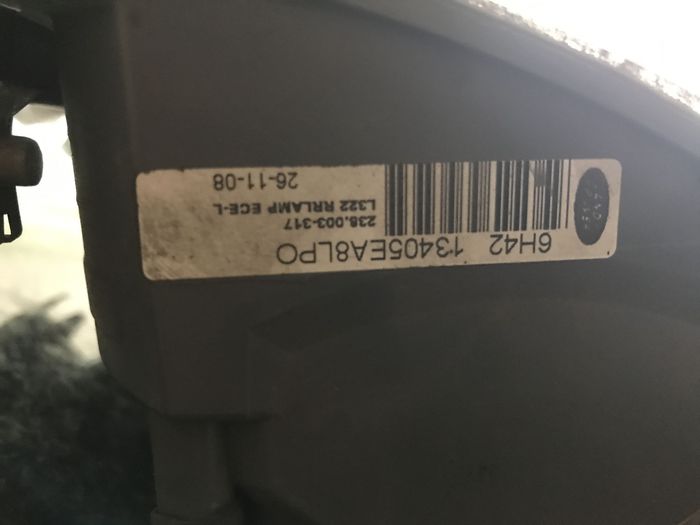 6H42 13405EA8LPO
238.003-317
L322 RRLAMP ECE-L
26-11-08